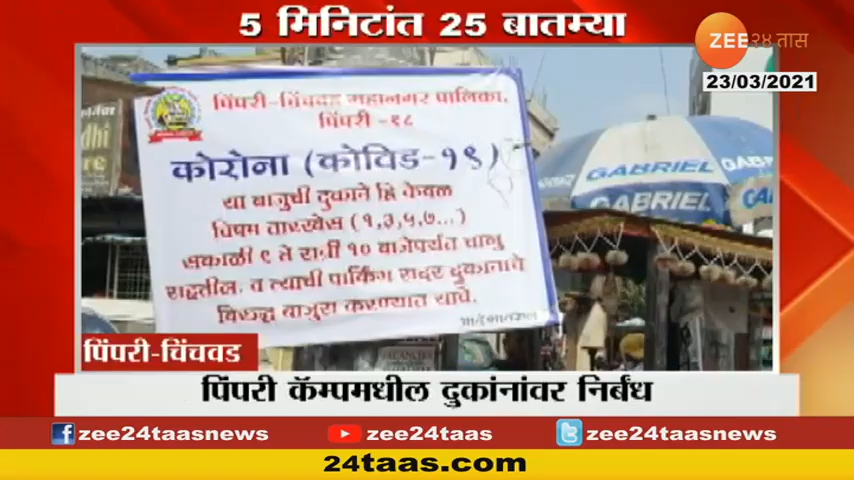 5 मिनिटांत 25 बातम्या
ZEE २४ तास
23/03/2021
पिंपरी-चिंचवड महानगर पालिका,
पिंपरी -१८
कोरोना (कोविड-१९)
या बाजुची दुकाने हि केवळ
विषम तारखेस (१,३,५,७...)
सकाळी ९ ते रात्री १० वाजेपर्यंत चालु
राहतील. व त्याची पार्किंग सदर दुकानाचे
विरुद्ध बाजुस करण्यात यावे.
GABRIEL
GABRIEL
पिंपरी-चिंचवड
पिंपरी कॅम्पमधील दुकांनांवर निर्बंध
zee24taasnews
zee24taas
zee24taasnews
24taas.com